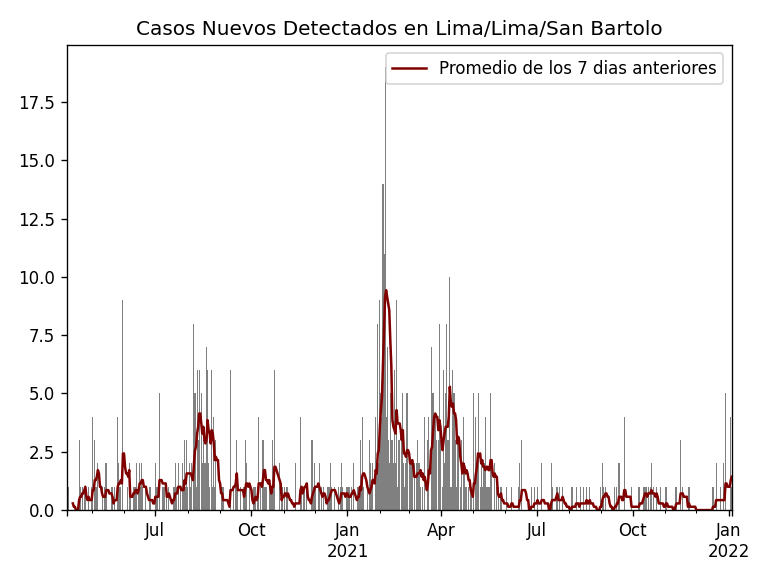 Casos Nuevos Detectados en Lima/Lima/San Bartolo
Promedio de los 7 dias anteriores
17.5
15.0
12.5
10.0
7.5
5.0
2.5
0.0
Jul
Oct
Jan
2021
Apr
Jul
Oct
Jan
2022